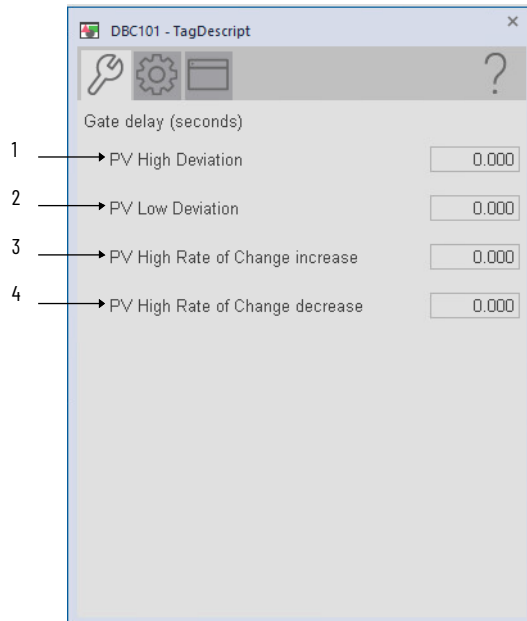 DBC101 - TagDescript
Gate delay (seconds)
1 PV High Deviation 0.000
2 PV Low Deviation 0.000
3 PV High Rate of Change increase 0.000
4 PV High Rate of Change decrease 0.000